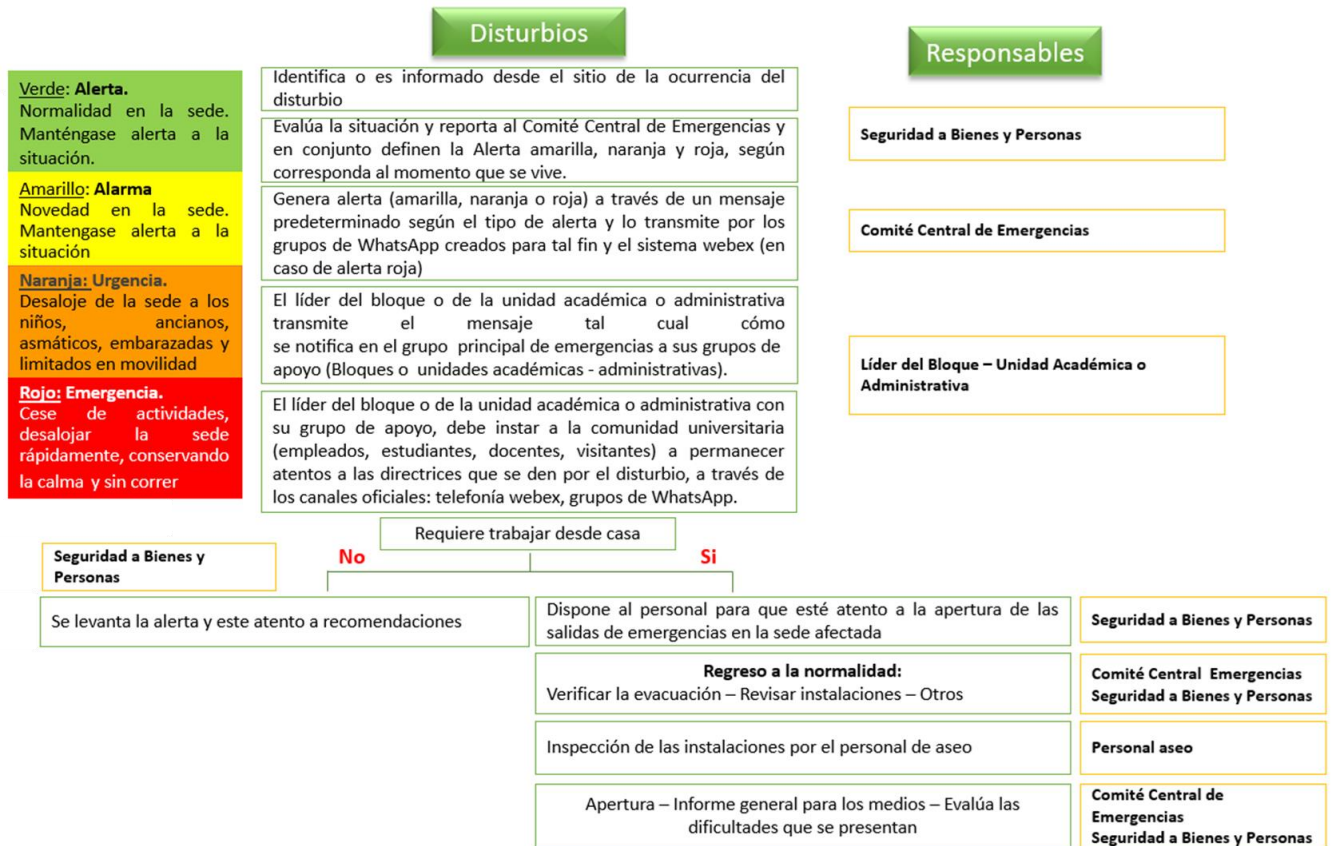 Disturbios
Responsables
Verde: Alerta.
Normalidad en la sede.
Manténgase alerta a la
situación.
Amarillo: Alarma
Novedad en la sede.
Mantengase alerta a la
situación
Naranja: Urgencia.
Desaloje de la sede a los
niños, ancianos,
asmáticos, embarazadas y
limitados en movilidad
Rojo: Emergencia.
Cese de actividades,
desalojar la sede
rápidamente, conservando
la calma y sin correr
Identifica o es informado desde el sitio de la ocurrencia del
disturbio
Evalúa la situación y reporta al Comité Central de Emergencias y
en conjunto definen la Alerta amarilla, naranja y roja, según
corresponda al momento que se vive.
Genera alerta (amarilla, naranja o roja) a través de un mensaje
predeterminado según el tipo de alerta y lo transmite por los
grupos de WhatsApp creados para tal fin y el sistema webex (en
caso de alerta roja)
El líder del bloque o de la unidad académica o administrativa
transmite el mensaje tal cual cómo
se notifica en el grupo principal de emergencias a sus grupos de
apoyo (Bloques o unidades académicas - administrativas).
El líder del bloque o de la unidad académica o administrativa con
su grupo de apoyo, debe instar a la comunidad universitaria
(empleados, estudiantes, docentes, visitantes) a permanecer
atentos a las directrices que se den por el disturbio, a través de
los canales oficiales: telefonía webex, grupos de WhatsApp.
Seguridad a Bienes y Personas
Comité Central de Emergencias
Líder del Bloque – Unidad Académica o
Administrativa
Requiere trabajar desde casa
No
Si
Seguridad a Bienes y
Personas
Se levanta la alerta y este atento a recomendaciones
Dispone al personal para que esté atento a la apertura de las
salidas de emergencias en la sede afectada
Seguridad a Bienes y Personas
Regreso a la normalidad:
Verificar la evacuación – Revisar instalaciones – Otros
Comité Central Emergencias
Seguridad a Bienes y Personas
Inspección de las instalaciones por el personal de aseo
Personal aseo
Apertura – Informe general para los medios – Evalúa las
dificultades que se presentan
Comité Central de
Emergencias
Seguridad a Bienes y Personas